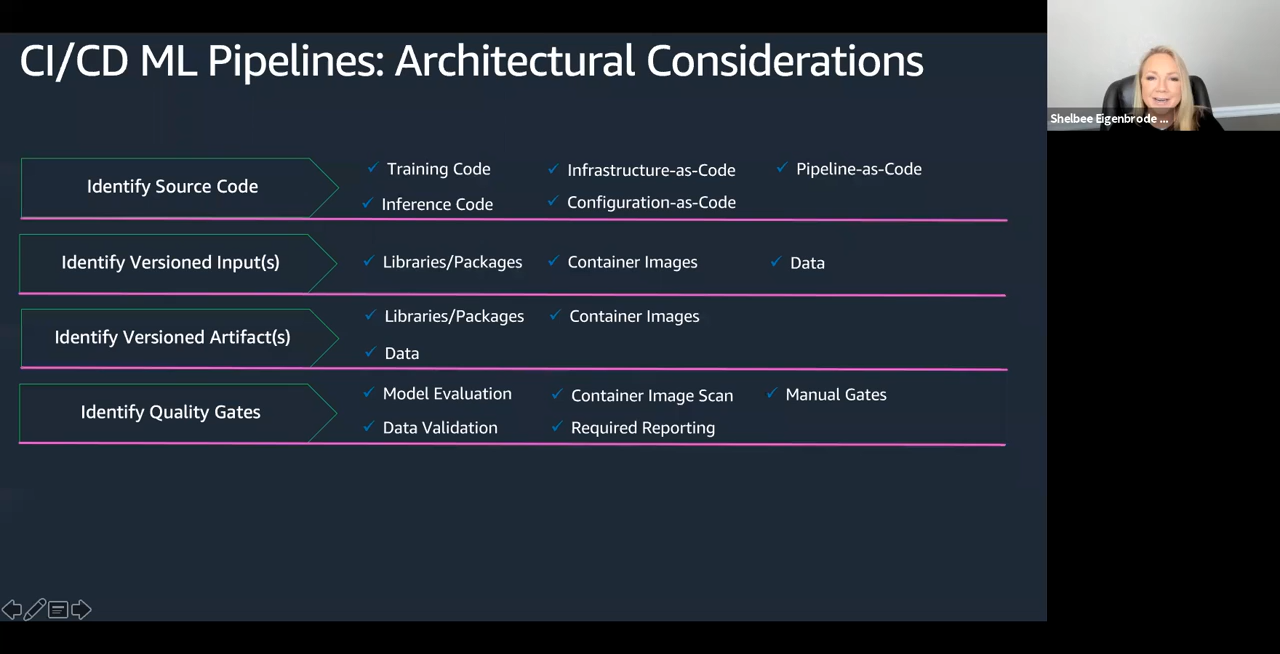 CI/CD ML Pipelines: Architectural Considerations
Shelbee Eigenbrode ...
Identify Source Code
Training Code
Infrastructure-as-Code
Pipeline-as-Code
Inference Code
Configuration-as-Code
Identify Versioned Input(s)
Libraries/Packages
Container Images
Data
Identify Versioned Artifact(s)
Libraries/Packages
Container Images
Data
Identify Quality Gates
Model Evaluation
Container Image Scan
Manual Gates
Data Validation
Required Reporting